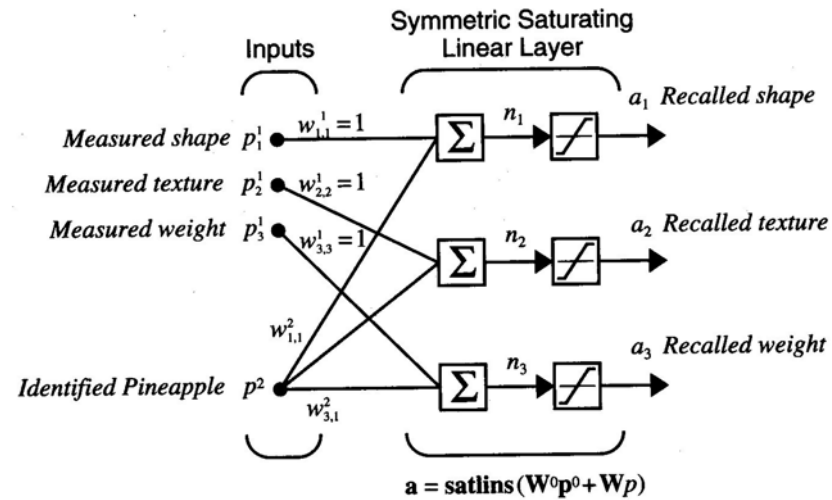 Symmetric Saturating
Linear Layer
Inputs
a₁ Recalled shape
Measured shape p¹₁ w¹₁,₁ = 1 Σ n₁
Measured texture p¹₂ w¹₂,₂ = 1
Measured weight p¹₃ w¹₃,₃ = 1
a₂ Recalled texture
Σ n₂
w²₁,₁
a₃ Recalled weight
Identified Pineapple p² Σ n₃
w²₃,₁
a = satlins (W⁰p⁰ + Wp)